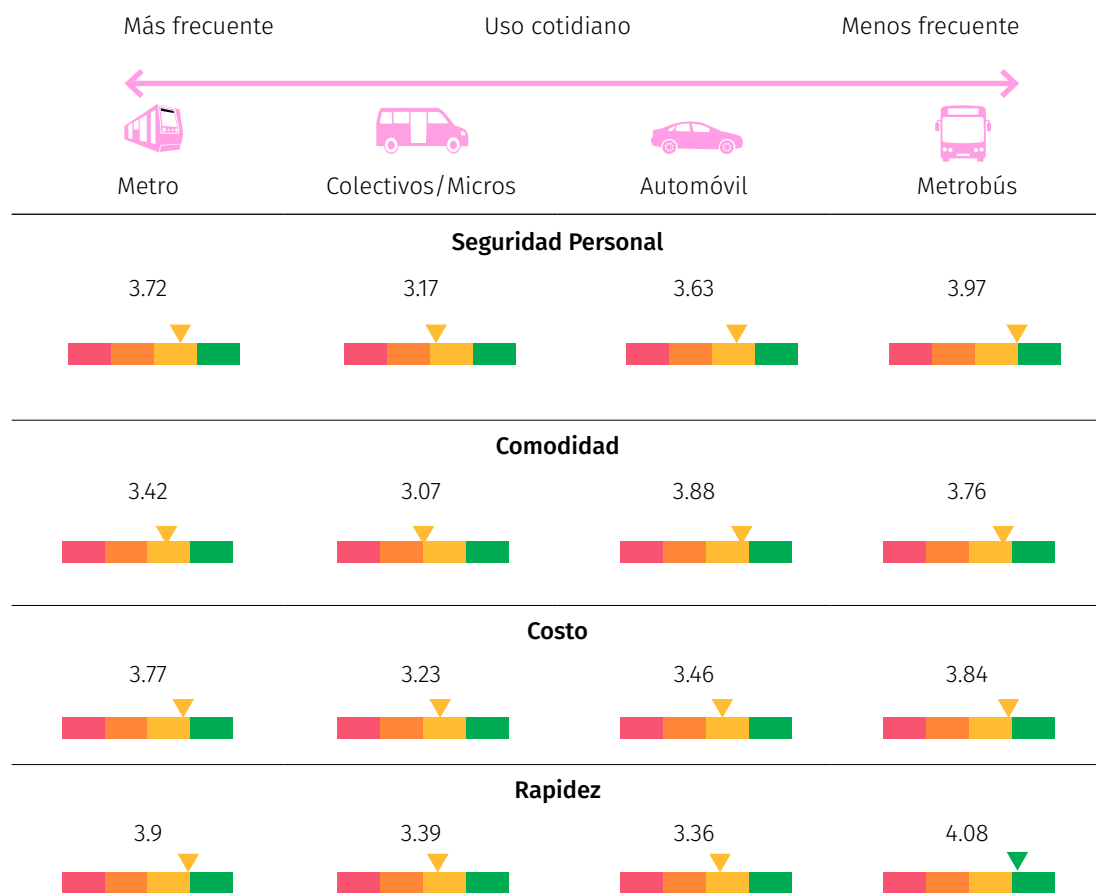 Más frecuente Uso cotidiano Menos frecuente
Metro Colectivos/Micros Automóvil Metrobús
Seguridad Personal
3.72 3.17 3.63 3.97
Comodidad
3.42 3.07 3.88 3.76
Costo
3.77 3.23 3.46 3.84
Rapidez
3.9 3.39 3.36 4.08